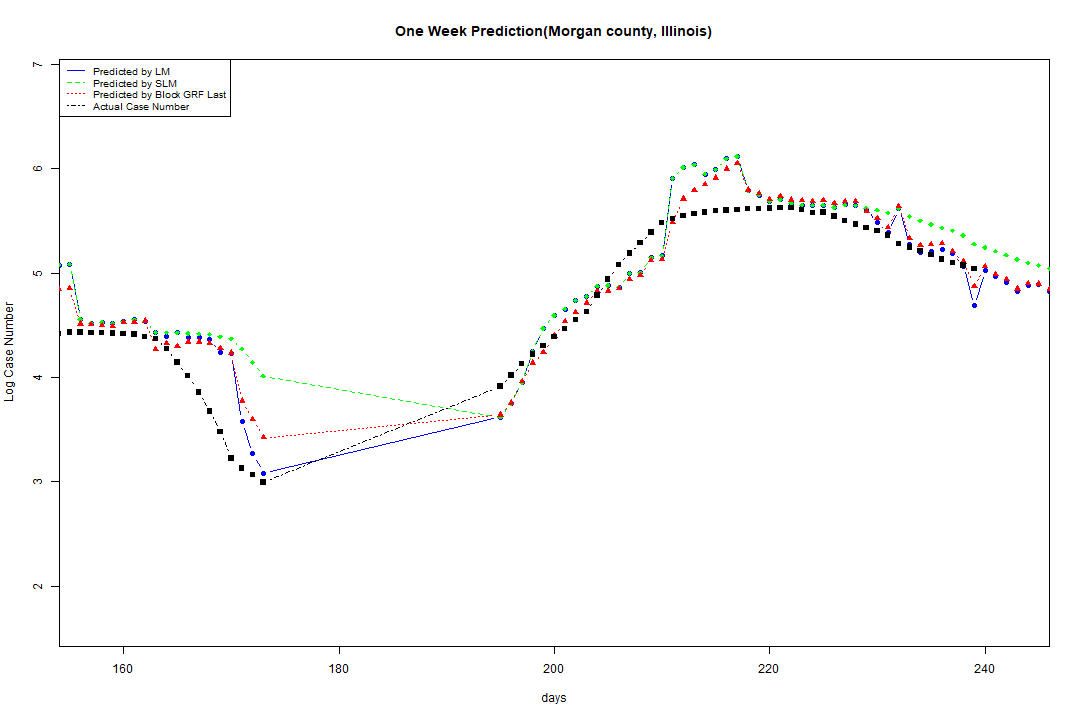 One Week Prediction(Morgan county, Illinois)
Predicted by LM
Predicted by SLM
Predicted by Block GRF Last
Actual Case Number
7
6
5
4
3
2
Log Case Number
160 180 200 220 240
days